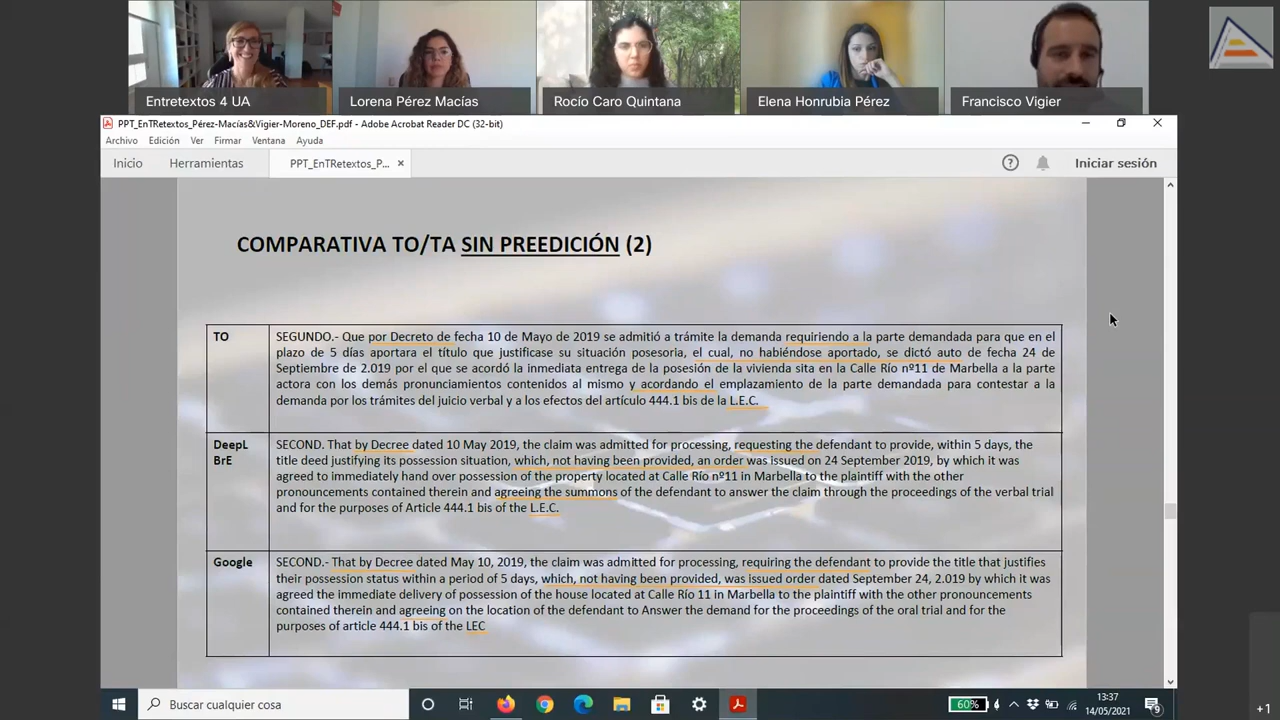 Entretextos 4 UA
Lorena Pérez Macías
Rocío Caro Quintana
Elena Honrubia Pérez
Francisco Vigier
PPT_EnTRetextos_Pérez-Macías&Vigier-Moreno_DEF.pdf - Adobe Acrobat Reader DC (32-bit)
Archivo Edición Ver Firmar Ventana Ayuda
Inicio Herramientas PPT_EnTRetextos_P... × Iniciar sesión
COMPARATIVA TO/TA SIN PREEDICIÓN (2)
TO
SEGUNDO.- Que por Decreto de fecha 10 de Mayo de 2019 se admitió a trámite la demanda requiriendo a la parte demandada para que en el
plazo de 5 días aportara el título que justificase su situación posesoria, el cual, no habiéndose aportado, se dictó auto de fecha 24 de
Septiembre de 2.019 por el que se acordó la inmediata entrega de la posesión de la vivienda sita en la Calle Río nº11 de Marbella a la parte
actora con los demás pronunciamientos contenidos al mismo y acordando el emplazamiento de la parte demandada para contestar a la
demanda por los trámites del juicio verbal y a los efectos del artículo 444.1 bis de la L.E.C.
DeepL
BrE
SECOND. That by Decree dated 10 May 2019, the claim was admitted for processing, requesting the defendant to provide, within 5 days, the
title deed justifying its possession situation, which, not having been provided, an order was issued on 24 September 2019, by which it was
agreed to immediately hand over possession of the property located at Calle Río nº11 in Marbella to the plaintiff with the other
pronouncements contained therein and agreeing the summons of the defendant to answer the claim through the proceedings of the verbal trial
and for the purposes of Article 444.1 bis of the L.E.C.
Google
SECOND.- That by Decree dated May 10, 2019, the claim was admitted for processing, requiring the defendant to provide the title that justifies
their possession status within a period of 5 days, which, not having been provided, was issued order dated September 24, 2.019 by which it was
agreed the immediate delivery of possession of the house located at Calle Río 11 in Marbella to the plaintiff with the other pronouncements
contained therein and agreeing on the location of the defendant to Answer the demand for the proceedings of the oral trial and for the
purposes of article 444.1 bis of the LEC
Buscar cualquier cosa
60%
13:37
14/05/2021
9
+1